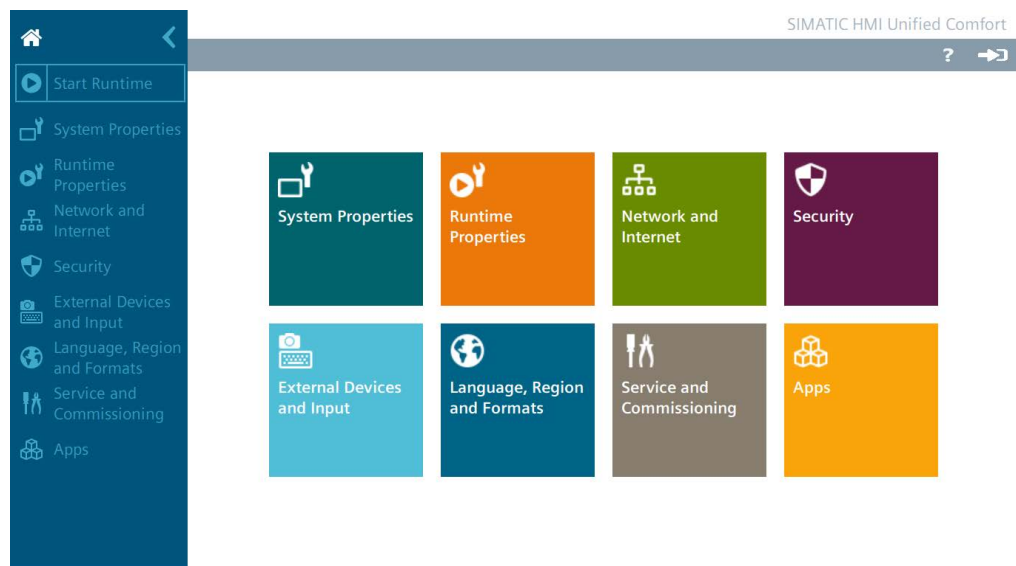 SIMATIC HMI Unified Comfort
?
Start Runtime
System Properties
Runtime
Properties
Network and
Internet
Security
External Devices
and Input
Language, Region
and Formats
Service and
Commissioning
Apps
System Properties
Runtime
Properties
Network and
Internet
Security
External Devices
and Input
Language, Region
and Formats
Service and
Commissioning
Apps